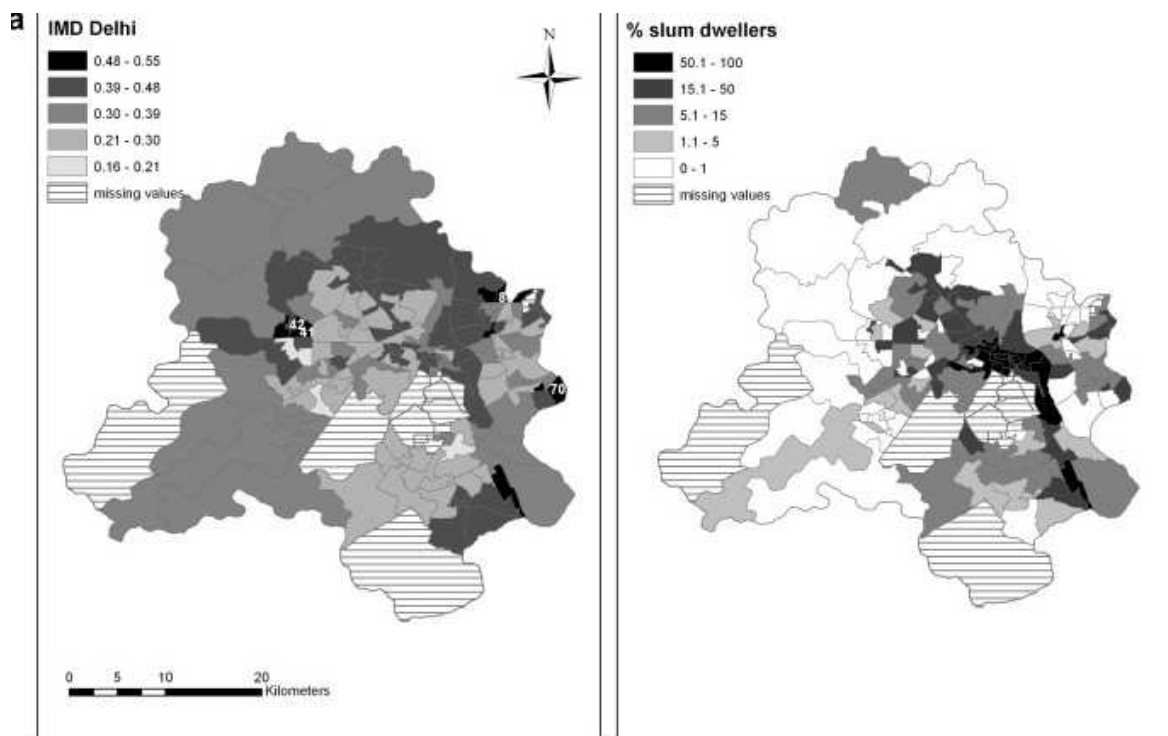 a
IMD Delhi
0.48 - 0.55
0.39 - 0.48
0.30 - 0.39
0.21 - 0.30
0.16 - 0.21
missing values
N
42
41
70
0 5 10 20
Kilometers
% slum dwellers
50.1 - 100
15.1 - 50
5.1 - 15
1.1 - 5
0 - 1
missing values